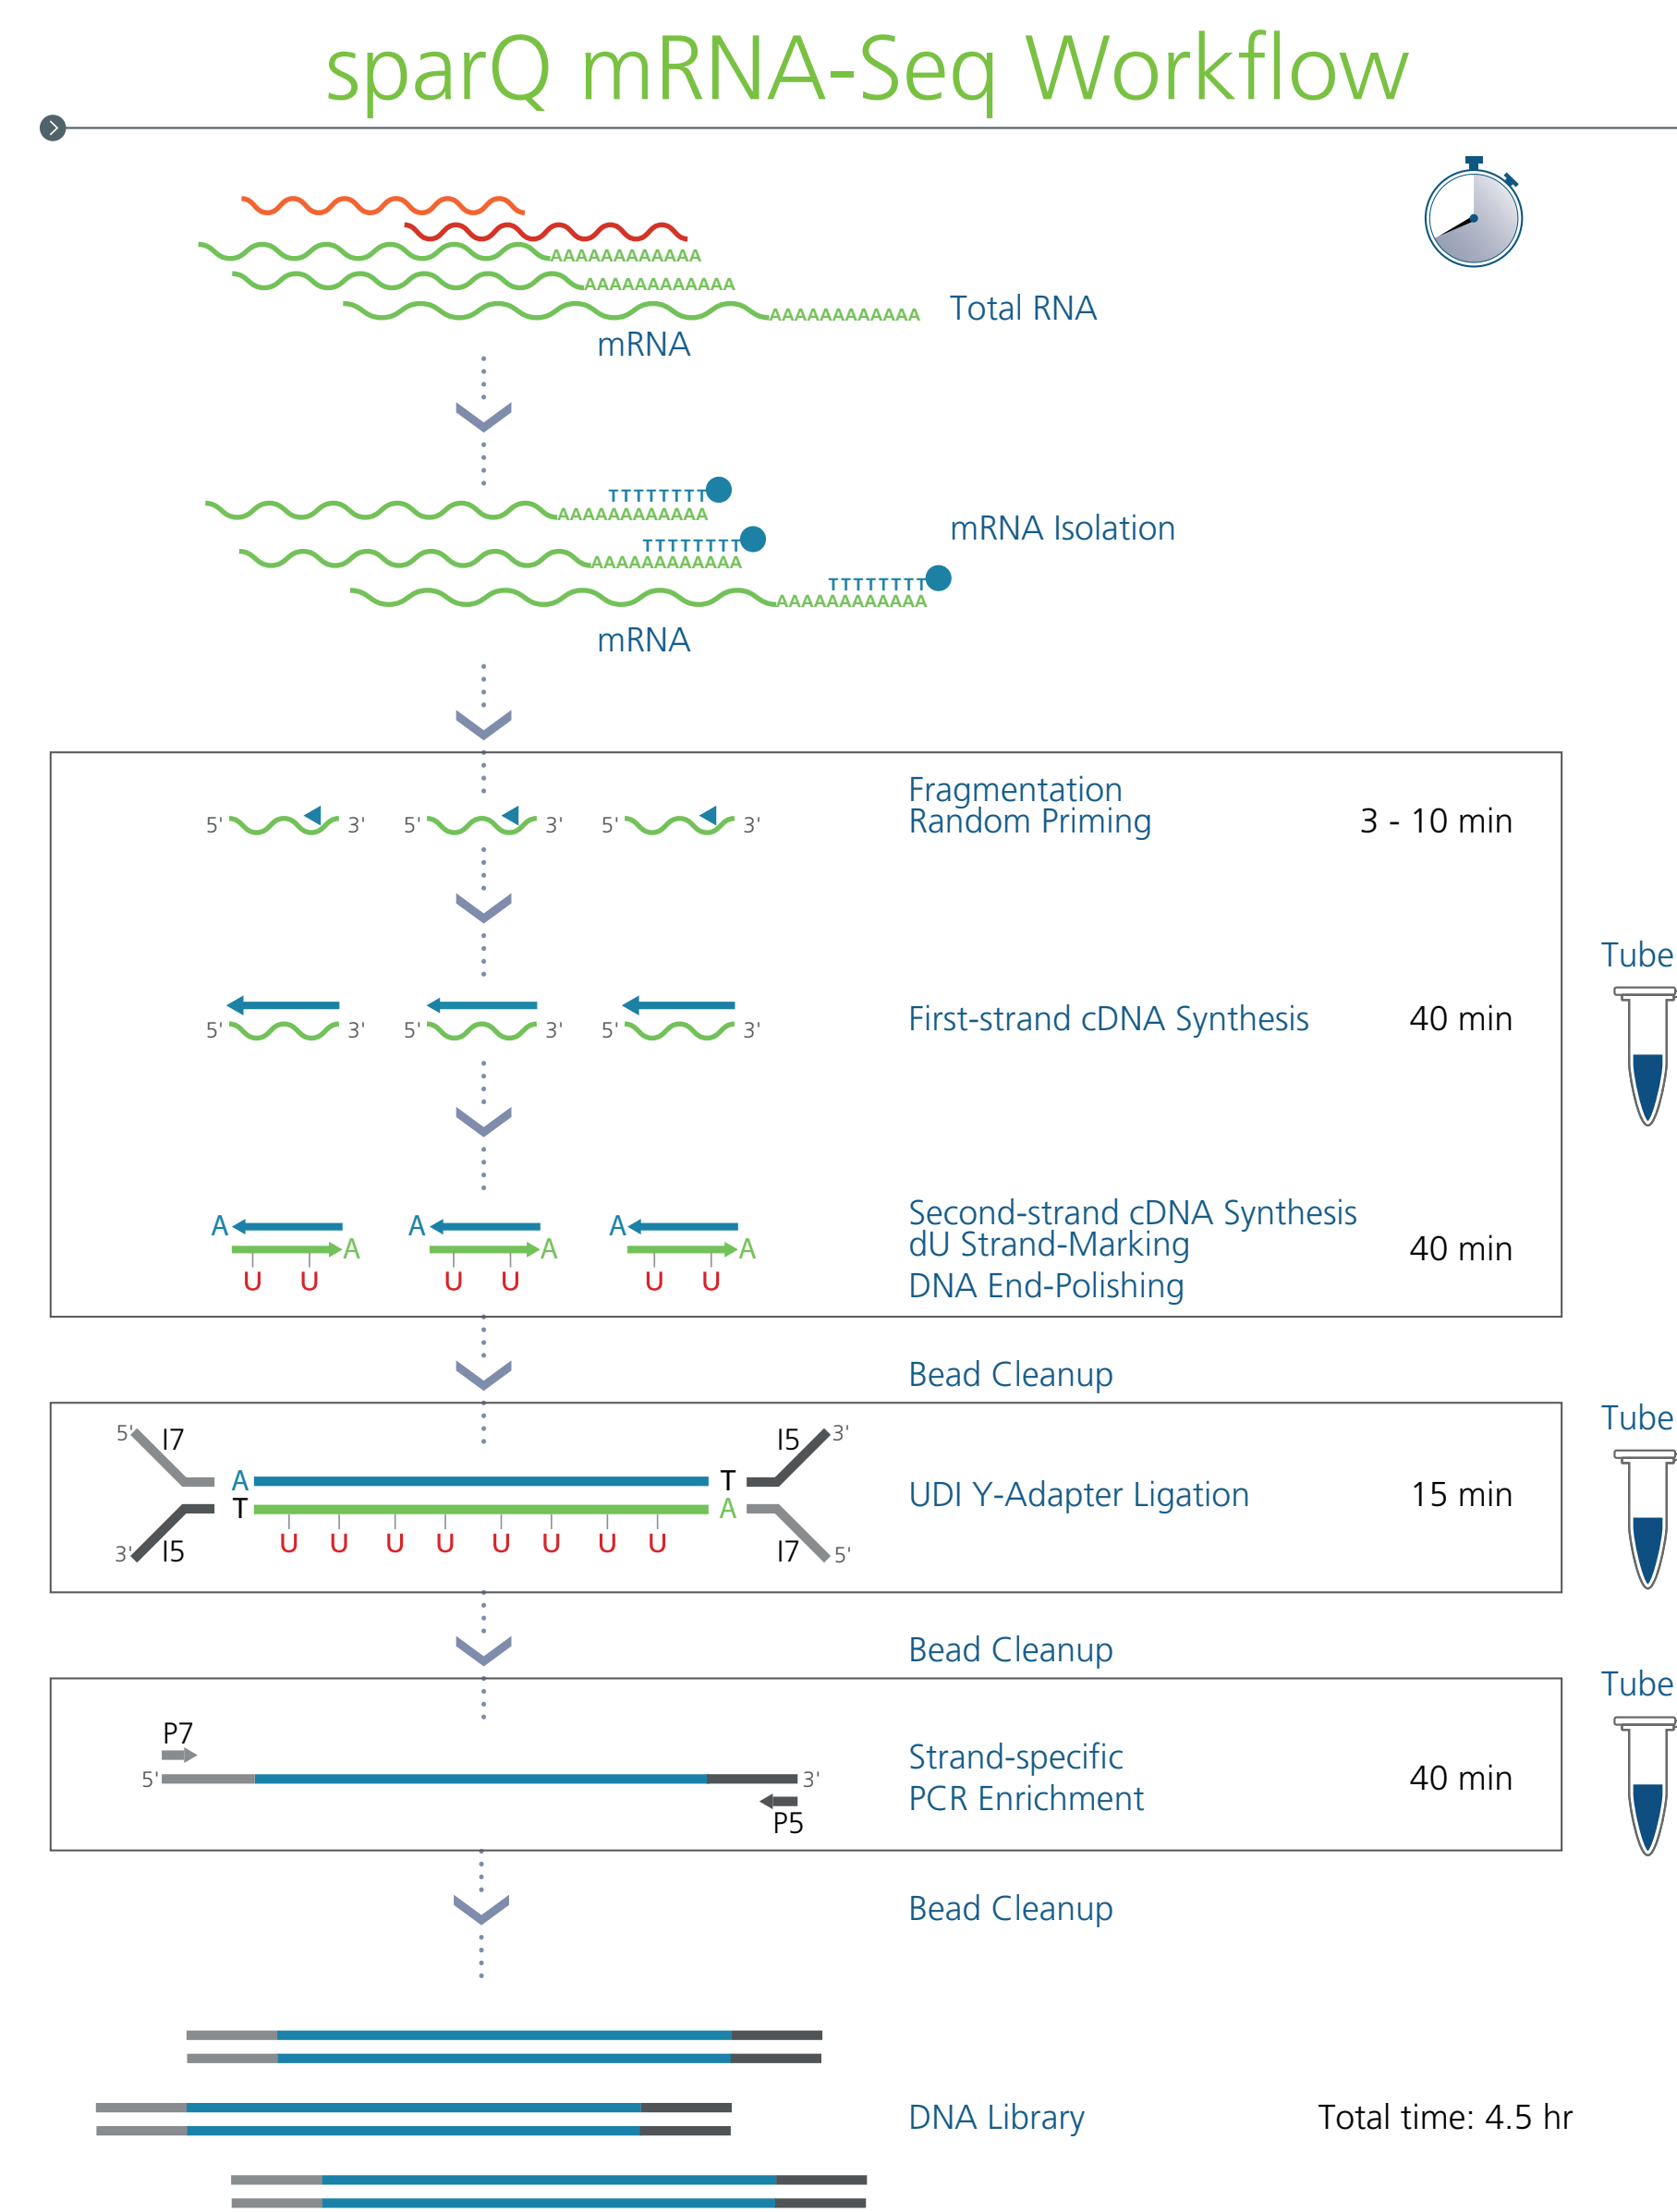 sparQ mRNA-Seq Workflow
AAAAAAAAAAAA
AAAAAAAAAAAA
AAAAAAAAAAAA
Total RNA
mRNA
TTTTTTTT
AAAAAAAAAAAA
mRNA Isolation
TTTTTTTT
AAAAAAAAAAAA
TTTTTTTT
AAAAAAAAAAAA
mRNA
Fragmentation
Random Priming
3 - 10 min
5' 3' 5' 3' 5' 3'
Tube
First-strand cDNA Synthesis
40 min
5' 3' 5' 3' 5' 3'
Second-strand cDNA Synthesis
dU Strand-Marking
DNA End-Polishing
40 min
A A A
A A A
U U U U U U
Bead Cleanup
Tube
5' I7 I5 3'
A T
UDI Y-Adapter Ligation
15 min
T A
U U U U U U U U
3' I5 I7 5'
Bead Cleanup
Tube
P7
5' 3'
P5
Strand-specific
PCR Enrichment
40 min
Bead Cleanup
DNA Library
Total time: 4.5 hr